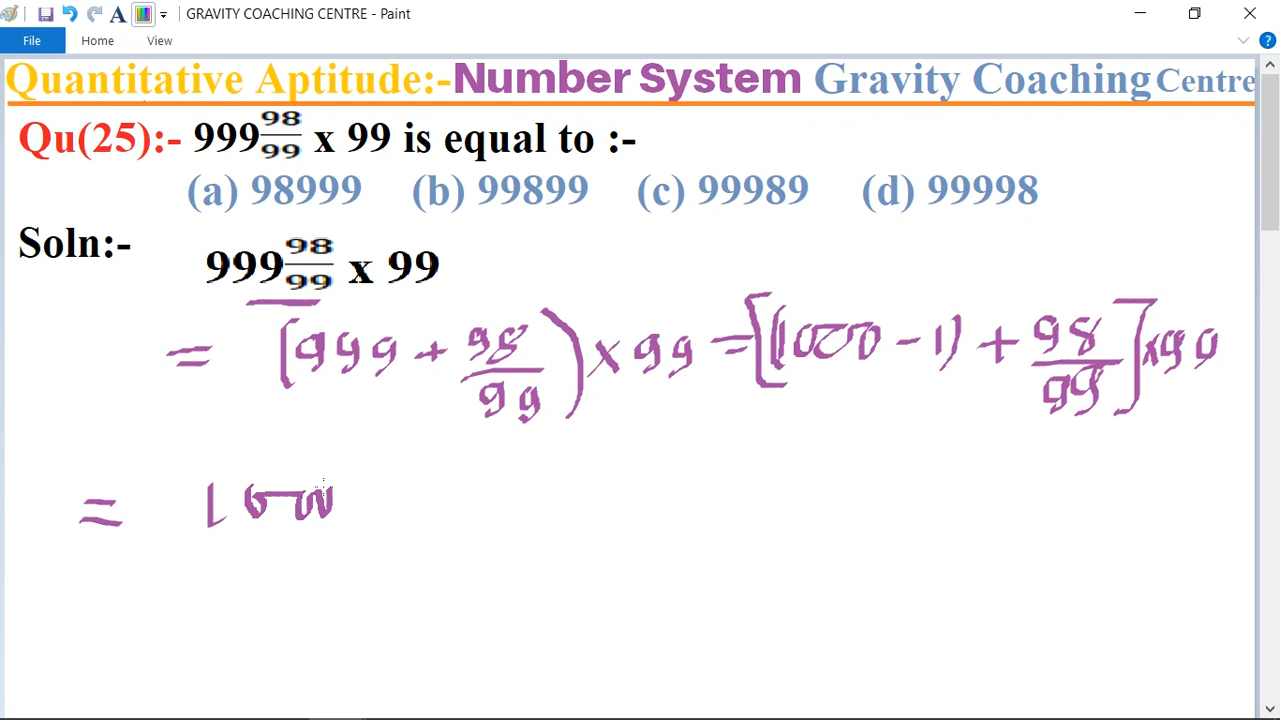 GRAVITY COACHING CENTRE - Paint
File Home View
Quantitative Aptitude:-Number System Gravity Coaching Centre
Qu(25):- 999 98/99 x 99 is equal to :-
(a) 98999 (b) 99899 (c) 99989 (d) 99998
Soln:- 999 98/99 x 99
= (999 + 98/99) x 99 = [(1000 - 1) + 98/99] x 99
= 1000